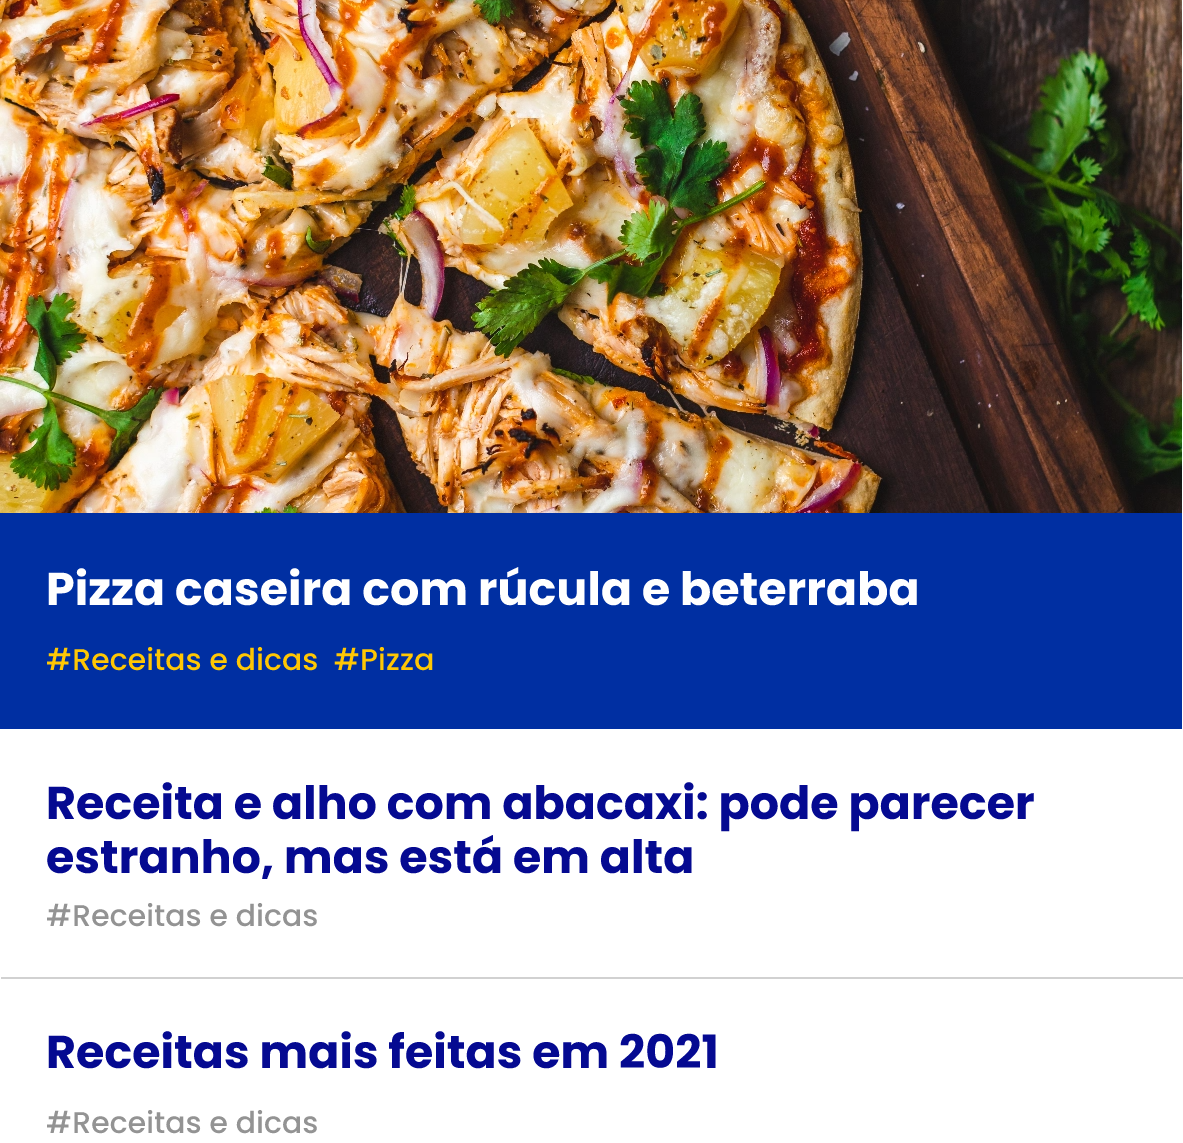 Pizza caseira com rúcula e beterraba
#Receitas e dicas #Pizza
Receita e alho com abacaxi: pode parecer
estranho, mas está em alta
#Receitas e dicas
Receitas mais feitas em 2021
#Receitas e dicas